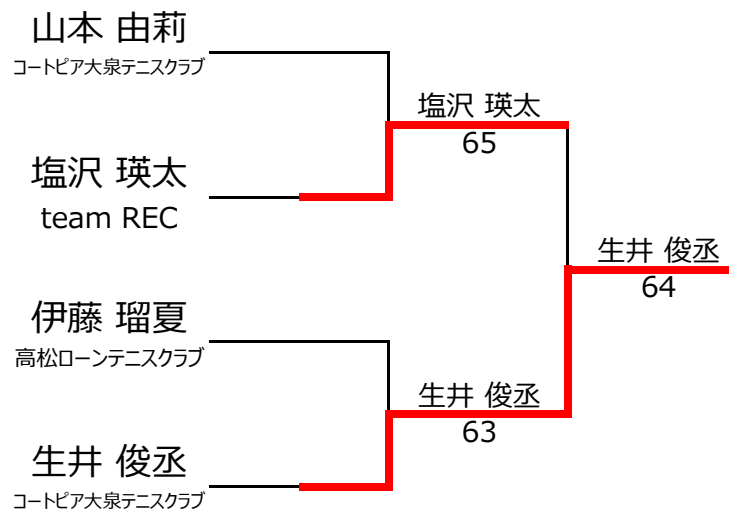 山本 由莉
コートピア大泉テニスクラブ
塩沢 瑛太
65
塩沢 瑛太
team REC
生井 俊丞
64
伊藤 瑠夏
高松ローンテニスクラブ
生井 俊丞
63
生井 俊丞
コートピア大泉テニスクラブ